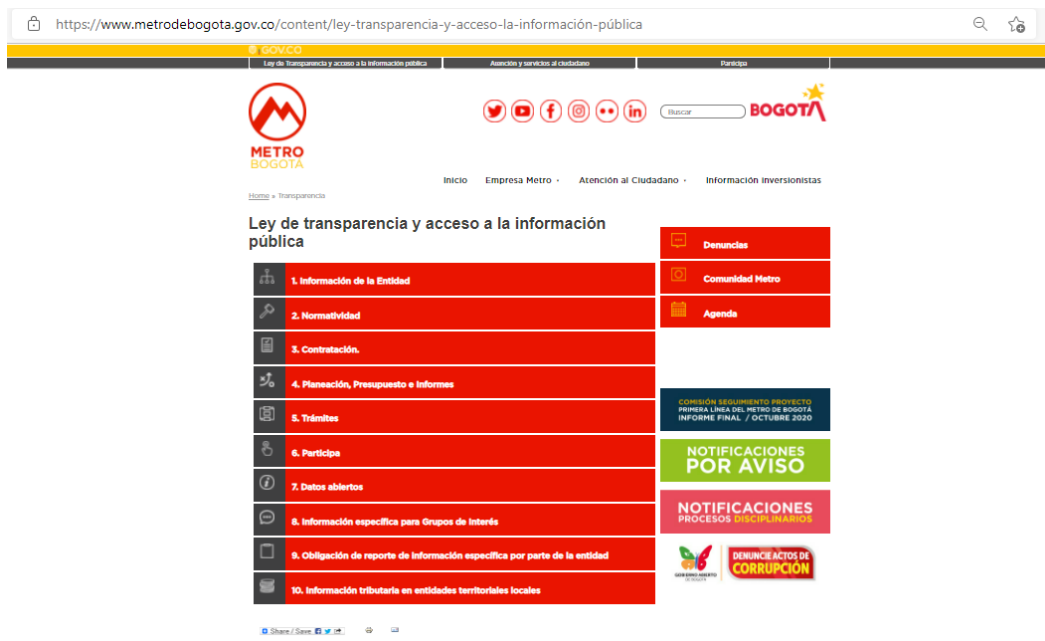 https://www.metrodebogota.gov.co/content/ley-transparencia-y-acceso-la-información-pública
GOV.CO
Ley de Transparencia y acceso a la información pública
Atención y servicios al ciudadano
Participa
METRO
BOGOTÁ
Buscar
BOGOTÁ
Inicio
Empresa Metro
Atención al Ciudadano
Información Inversionistas
Home » Transparencia
Ley de transparencia y acceso a la información
pública
1. Información de la Entidad
2. Normatividad
3. Contratación.
4. Planeación, Presupuesto e Informes
5. Trámites
6. Participa
7. Datos abiertos
8. Información específica para Grupos de Interés
9. Obligación de reporte de información específica por parte de la entidad
10. Información tributaria en entidades territoriales locales
Denuncias
Comunidad Metro
Agenda
COMISIÓN SEGUIMIENTO PROYECTO
PRIMERA LÍNEA DEL METRO DE BOGOTÁ
INFORME FINAL / OCTUBRE 2020
NOTIFICACIONES
POR AVISO
NOTIFICACIONES
PROCESOS DISCIPLINARIOS
GOBIERNO ABIERTO
DE BOGOTÁ
DENUNCIE ACTOS DE
CORRUPCIÓN
Share / Save